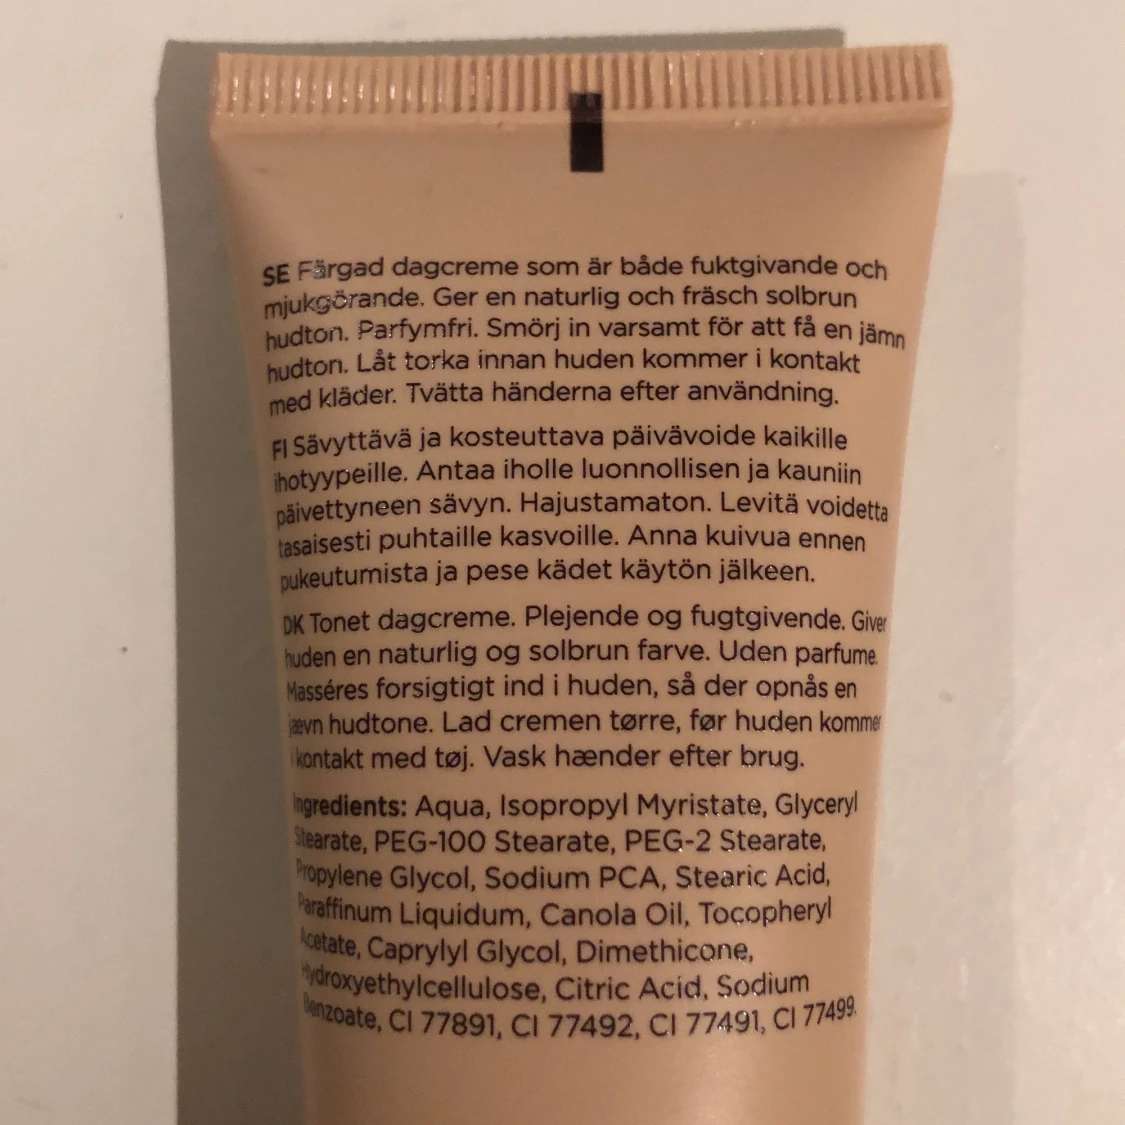 SE Färgad dagcreme som är både fuktgivande och
mjukgörande. Ger en naturlig och fräsch solbrun
hudton. Parfymfri. Smörj in varsamt för att få en jämn
hudton. Låt torka innan huden kommer i kontakt
med kläder. Tvätta händerna efter användning.
FI Sävyttävä ja kosteuttava päivävoide kaikille
ihotyypeille. Antaa iholle luonnollisen ja kauniin
päivettyneen sävyn. Hajustamaton. Levitä voidetta
tasaisesti puhtaille kasvoille. Anna kuivua ennen
pukeutumista ja pese kädet käytön jälkeen.
DK Tonet dagcreme. Plejende og fugtgivende. Giver
huden en naturlig og solbrun farve. Uden parfume.
Masséres forsigtigt ind i huden, så der opnås en
jævn hudtone. Lad cremen tørre, før huden kommer
i kontakt med tøj. Vask hænder efter brug.
Ingredients: Aqua, Isopropyl Myristate, Glyceryl
Stearate, PEG-100 Stearate, PEG-2 Stearate,
Propylene Glycol, Sodium PCA, Stearic Acid,
Paraffinum Liquidum, Canola Oil, Tocopheryl
Acetate, Caprylyl Glycol, Dimethicone,
Hydroxyethylcellulose, Citric Acid, Sodium
Benzoate, CI 77891, CI 77492, CI 77491, CI 77499.